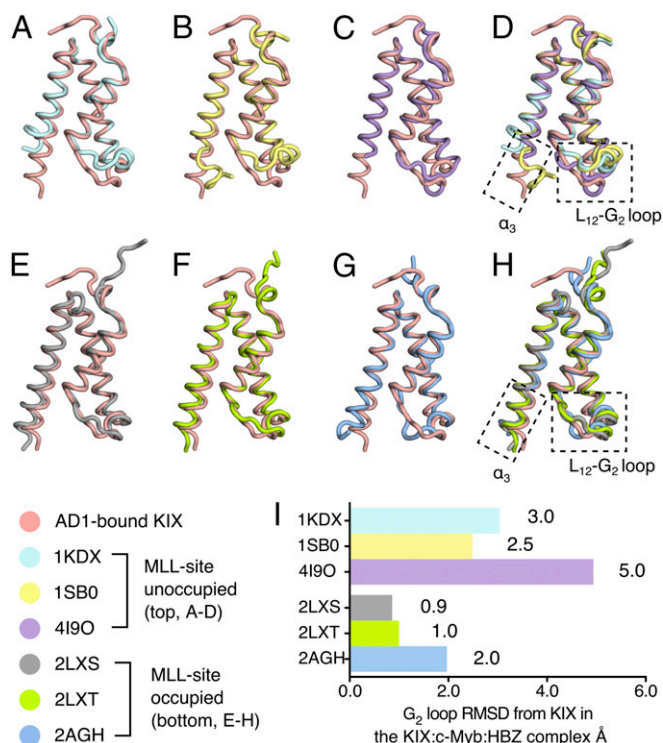 A
B
C
D
α3
L12-G2 loop
E
F
G
H
α3
L12-G2 loop
AD1-bound KIX
1KDX
1SB0
4I9O
2LXS
2LXT
2AGH
MLL-site
unoccupied
(top, A-D)
MLL-site
occupied
(bottom, E-H)
I
1KDX
3.0
1SB0
2.5
4I9O
5.0
2LXS
0.9
2LXT
1.0
2AGH
2.0
0.0 2.0 4.0 6.0
G2 loop RMSD from KIX in
the KIX:c-Myb:HBZ complex Å